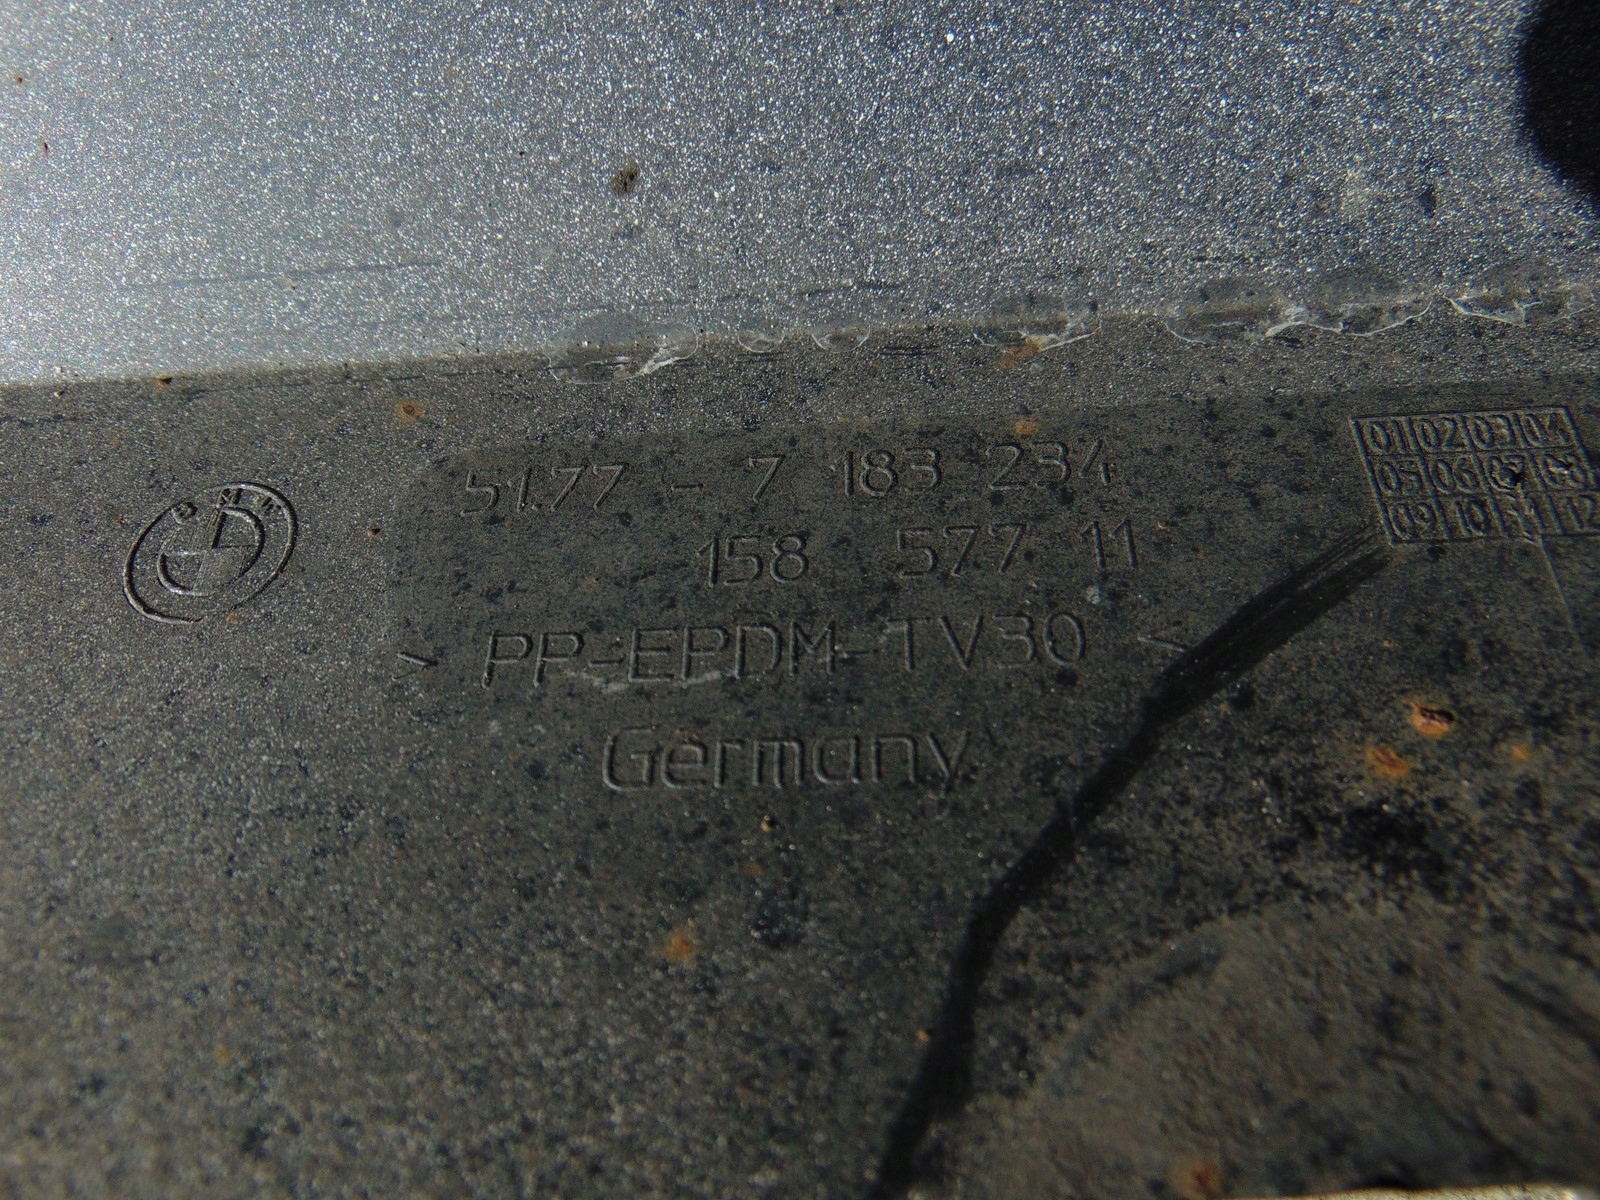 51.77 - 7 183 234
158 577 11
> PP-EPDM-TV30 <
Germany
BMW
01 02 03 04
05 06 07 08
09 10 11 12